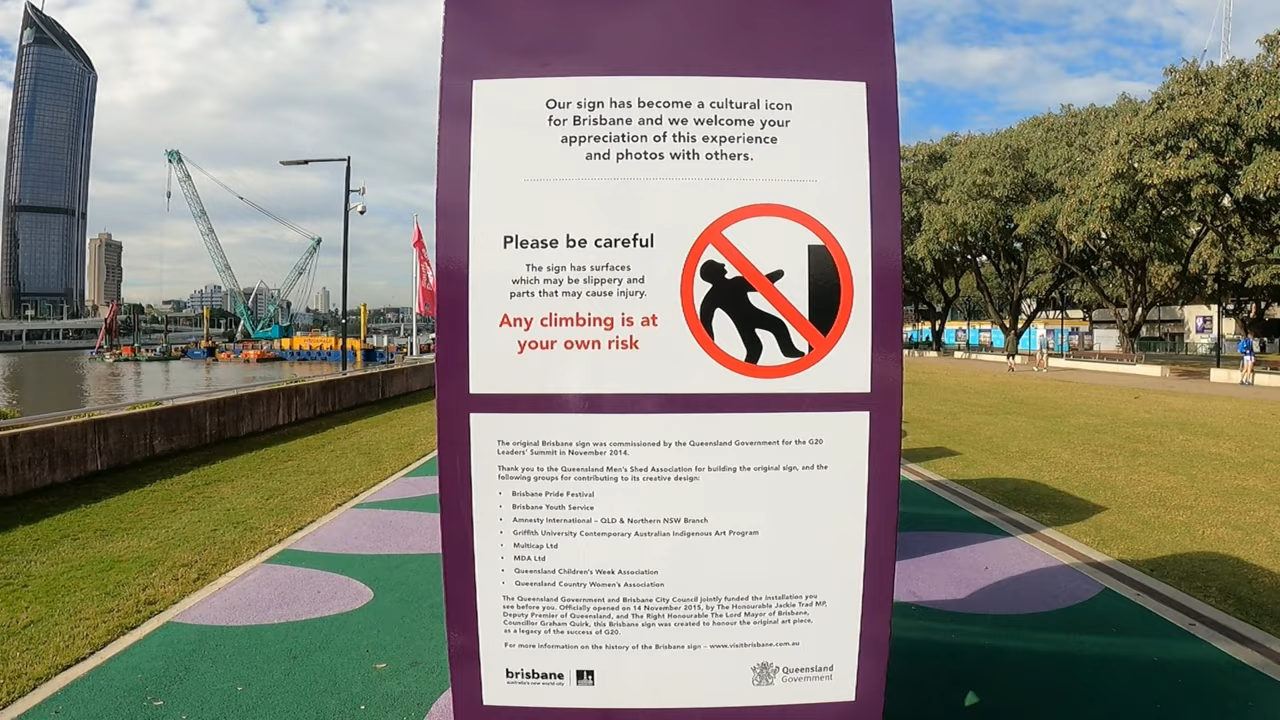 Our sign has become a cultural icon
for Brisbane and we welcome your
appreciation of this experience
and photos with others.
Please be careful
The sign has surfaces
which may be slippery and
parts that may cause injury.
Any climbing is at
your own risk
The original Brisbane sign was commissioned by the Queensland Government for the G20
Leaders' Summit in November 2014.
Thank you to the Queensland Men's Shed Association for building the original sign, and the
following groups for contributing to its creative design:
• Brisbane Pride Festival
• Brisbane Youth Service
• Amnesty International – QLD & Northern NSW Branch
• Griffith University Contemporary Australian Indigenous Art Program
• Multicap Ltd
• MDA Ltd
• Queensland Children's Week Association
• Queensland Country Women's Association
The Queensland Government and Brisbane City Council jointly funded the installation you
see before you. Officially opened on 14 November 2015, by The Honourable Jackie Trad MP,
Deputy Premier of Queensland, and The Right Honourable The Lord Mayor of Brisbane,
Councillor Graham Quirk, this Brisbane sign was created to honour the original art piece,
as a legacy of the success of G20.
For more information on the history of the Brisbane sign – www.visitbrisbane.com.au
brisbane
australia's new world city
Queensland
Government